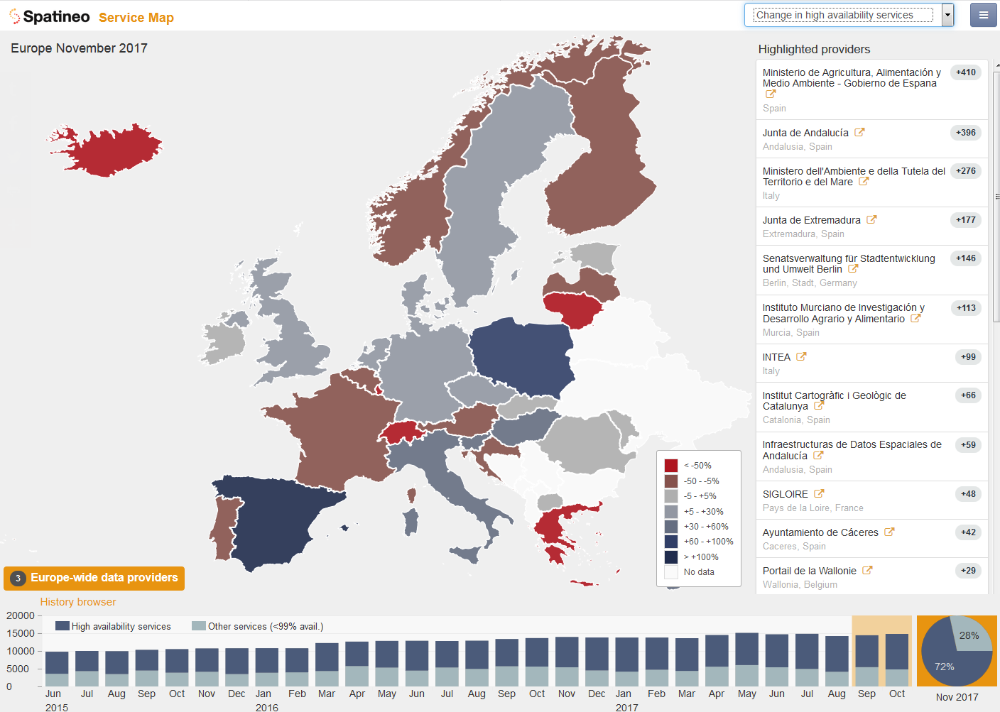 Spatineo Service Map
Change in high availability services
Europe November 2017
Highlighted providers
Ministerio de Agricultura, Alimentación y
Medio Ambiente - Gobierno de Espana
+410
Spain
Junta de Andalucía
+396
Andalusia, Spain
Ministero dell'Ambiente e della Tutela del
Territorio e del Mare
+276
Italy
Junta de Extremadura
+177
Extremadura, Spain
Senatsverwaltung für Stadtentwicklung
und Umwelt Berlin
+146
Berlin, Stadt, Germany
Instituto Murciano de Investigación y
Desarrollo Agrario y Alimentario
+113
Murcia, Spain
INTEA
+99
Italy
Institut Cartogràfic i Geològic de
Catalunya
+66
Catalonia, Spain
Infraestructuras de Datos Espaciales de
Andalucía
+59
Andalusia, Spain
SIGLOIRE
+48
Pays de la Loire, France
Ayuntamiento de Cáceres
+42
Caceres, Spain
Portail de la Wallonie
+29
Wallonia, Belgium
< -50%
-50 - -5%
-5 - +5%
+5 - +30%
+30 - +60%
+60 - +100%
> +100%
No data
3 Europe-wide data providers
History browser
20000
15000
10000
5000
0
High availability services
Other services (<99% avail.)
Jun Jul Aug Sep Oct Nov Dec Jan Feb Mar Apr May Jun Jul Aug Sep Oct Nov Dec Jan Feb Mar Apr May Jun Jul Aug Sep Oct
2015 2016 2017
28%
72%
Nov 2017